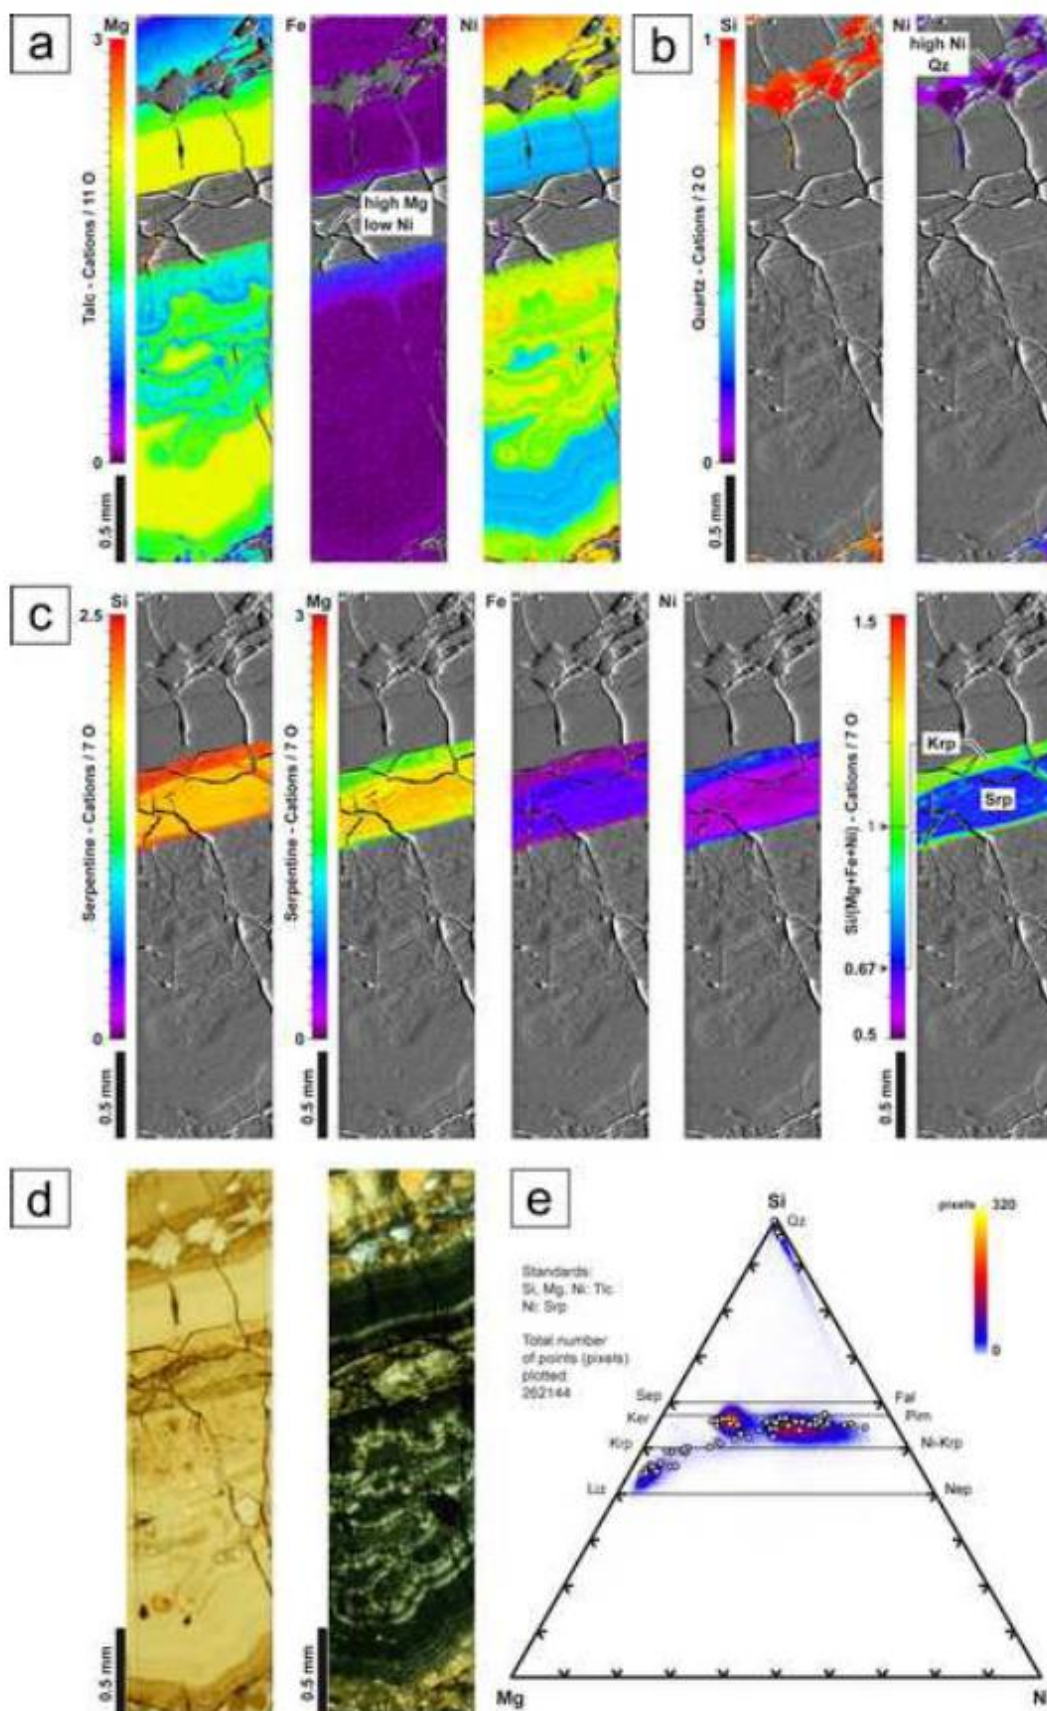 a
Mg
3
Talc - Cations / 11 O
0
0.5 mm
Fe
high Mg
low Ni
Ni
b
Si
1
Quartz - Cations / 2 O
0
0.5 mm
Ni
high Ni
Qz
c
Si
2.5
Serpentine - Cations / 7 O
0
0.5 mm
Mg
3
Serpentine - Cations / 7 O
0
0.5 mm
Fe
Ni
1.5
Si/(Mg+Fe+Ni) - Cations / 7 O
1
0.67
0.5
0.5 mm
Krp
Srp
d
0.5 mm
0.5 mm
e
Si
Qz
pixels
320
0
Standards:
Si, Mg, Ni: Tlc
Ni: Srp
Total number
of points (pixels)
plotted
262144
Sep
Fal
Ker
Pim
Krp
Ni-Krp
Liz
Nep
Mg
N